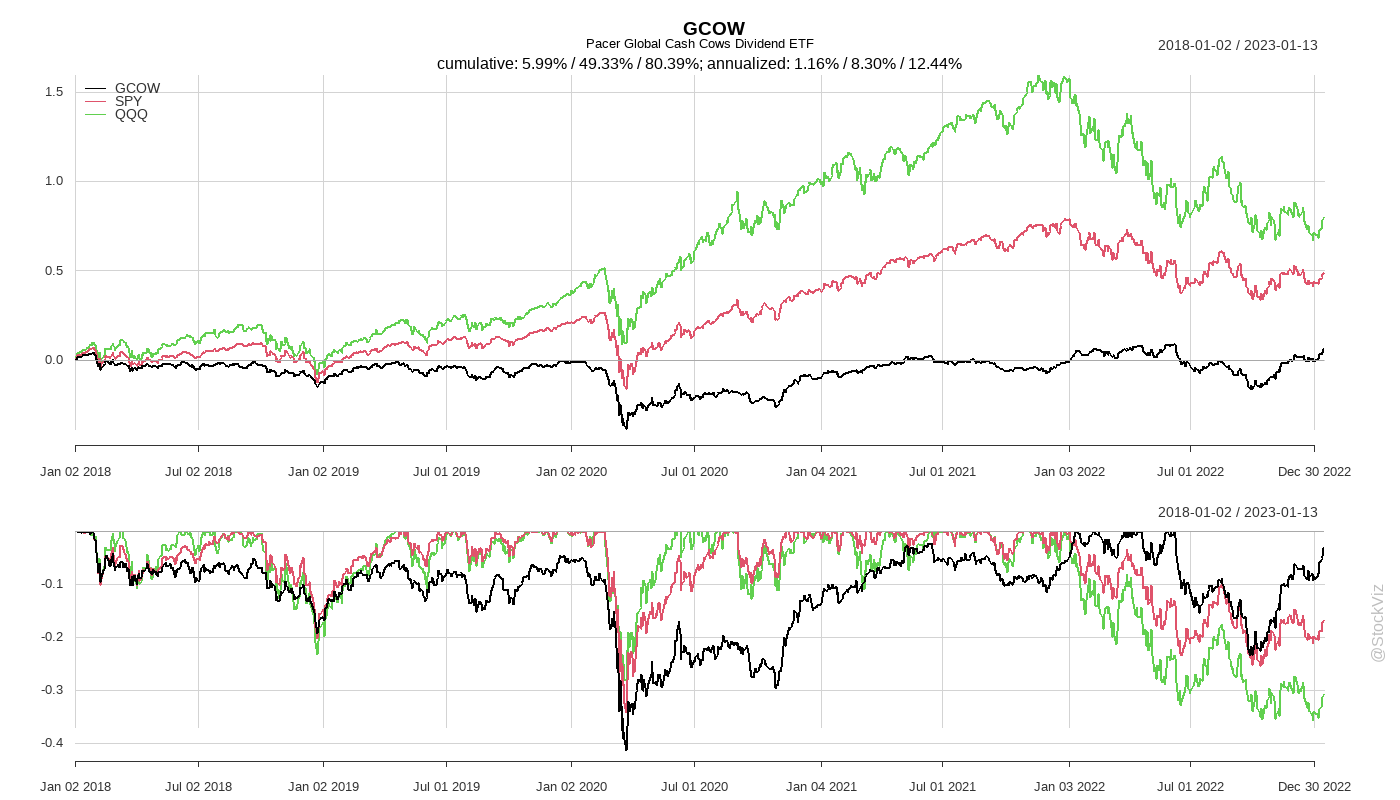 GCOW
Pacer Global Cash Cows Dividend ETF
2018-01-02 / 2023-01-13
cumulative: 5.99% / 49.33% / 80.39%; annualized: 1.16% / 8.30% / 12.44%
GCOW
SPY
QQQ
1.5
1.0
0.5
0.0
Jan 02 2018 Jul 02 2018 Jan 02 2019 Jul 01 2019 Jan 02 2020 Jul 01 2020 Jan 04 2021 Jul 01 2021 Jan 03 2022 Jul 01 2022 Dec 30 2022
2018-01-02 / 2023-01-13
-0.1
-0.2
-0.3
-0.4
Jan 02 2018 Jul 02 2018 Jan 02 2019 Jul 01 2019 Jan 02 2020 Jul 01 2020 Jan 04 2021 Jul 01 2021 Jan 03 2022 Jul 01 2022 Dec 30 2022
@StockViz